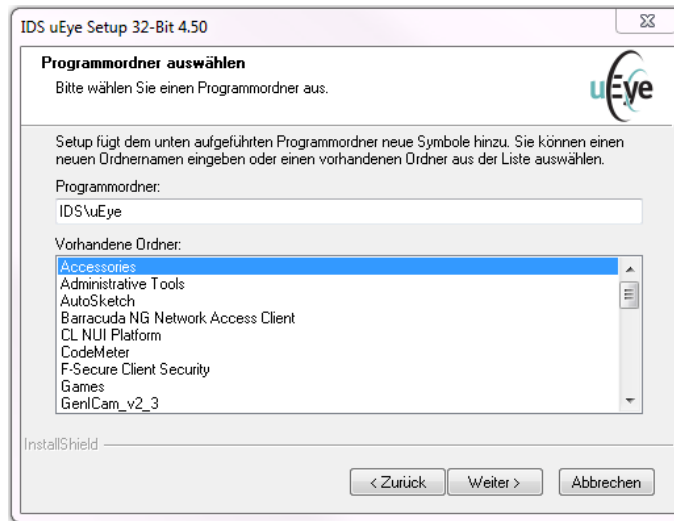 IDS uEye Setup 32-Bit 4.50
Programmordner auswählen
Bitte wählen Sie einen Programmordner aus.
uEye
Setup fügt dem unten aufgeführten Programmordner neue Symbole hinzu. Sie können einen
neuen Ordnernamen eingeben oder einen vorhandenen Ordner aus der Liste auswählen.
Programmordner:
IDS\uEye
Vorhandene Ordner:
Accessories
Administrative Tools
AutoSketch
Barracuda NG Network Access Client
CL NUI Platform
CodeMeter
F-Secure Client Security
Games
GenICam_v2_3
InstallShield
< Zurück Weiter > Abbrechen